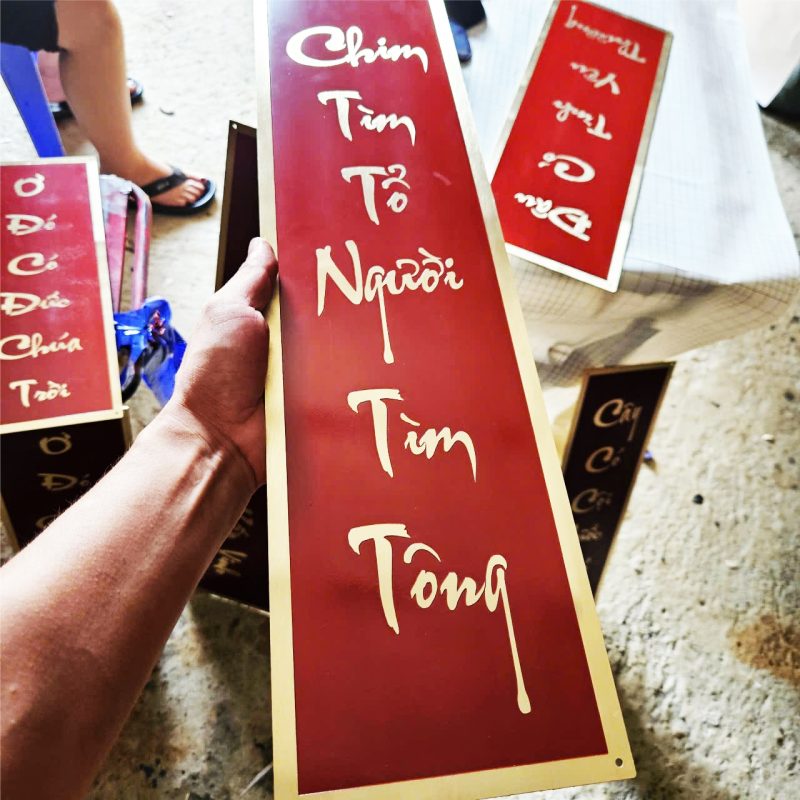 Chim
Tìm
Tổ
Người
Tìm
Tông
Ơ
Đó
Có
Đức
Chúa
Trời
Đâu
Có
Tình
Yêu
Thương
Ơ
Đó
Cây
Có
Cội